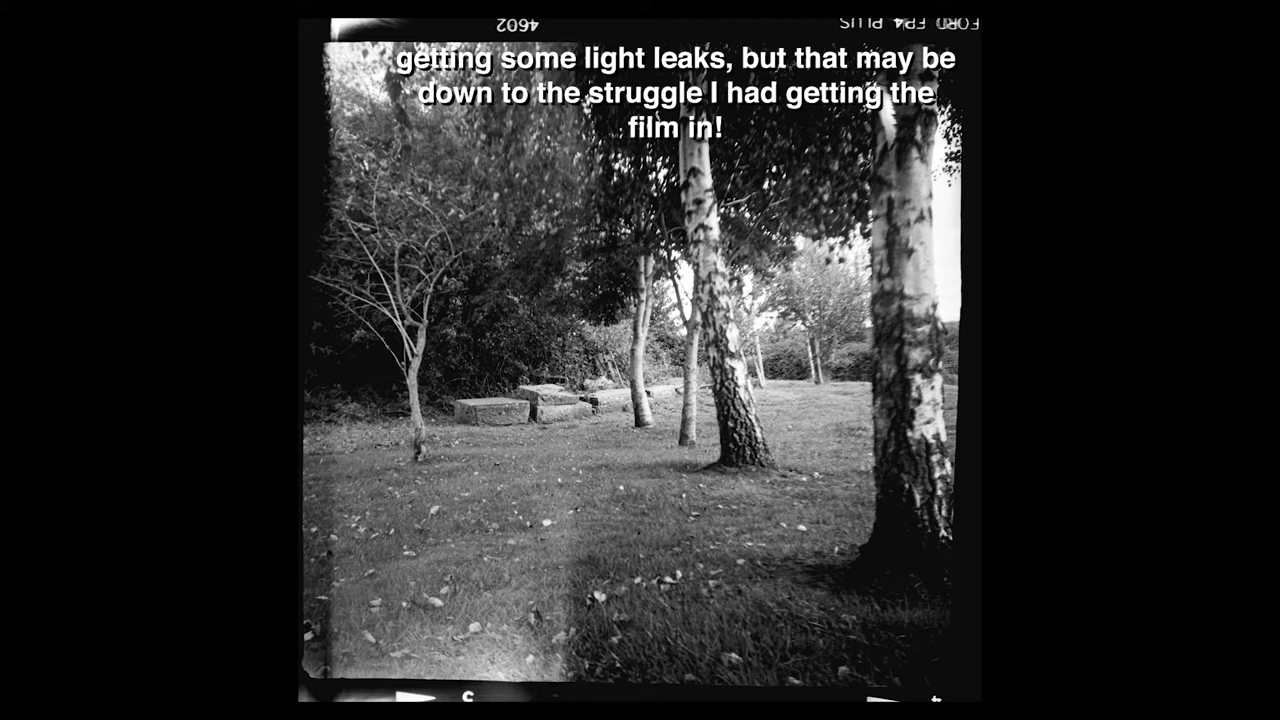 4602
FORD FP4 PLUS
getting some light leaks, but that may be
down to the struggle I had getting the
film in!